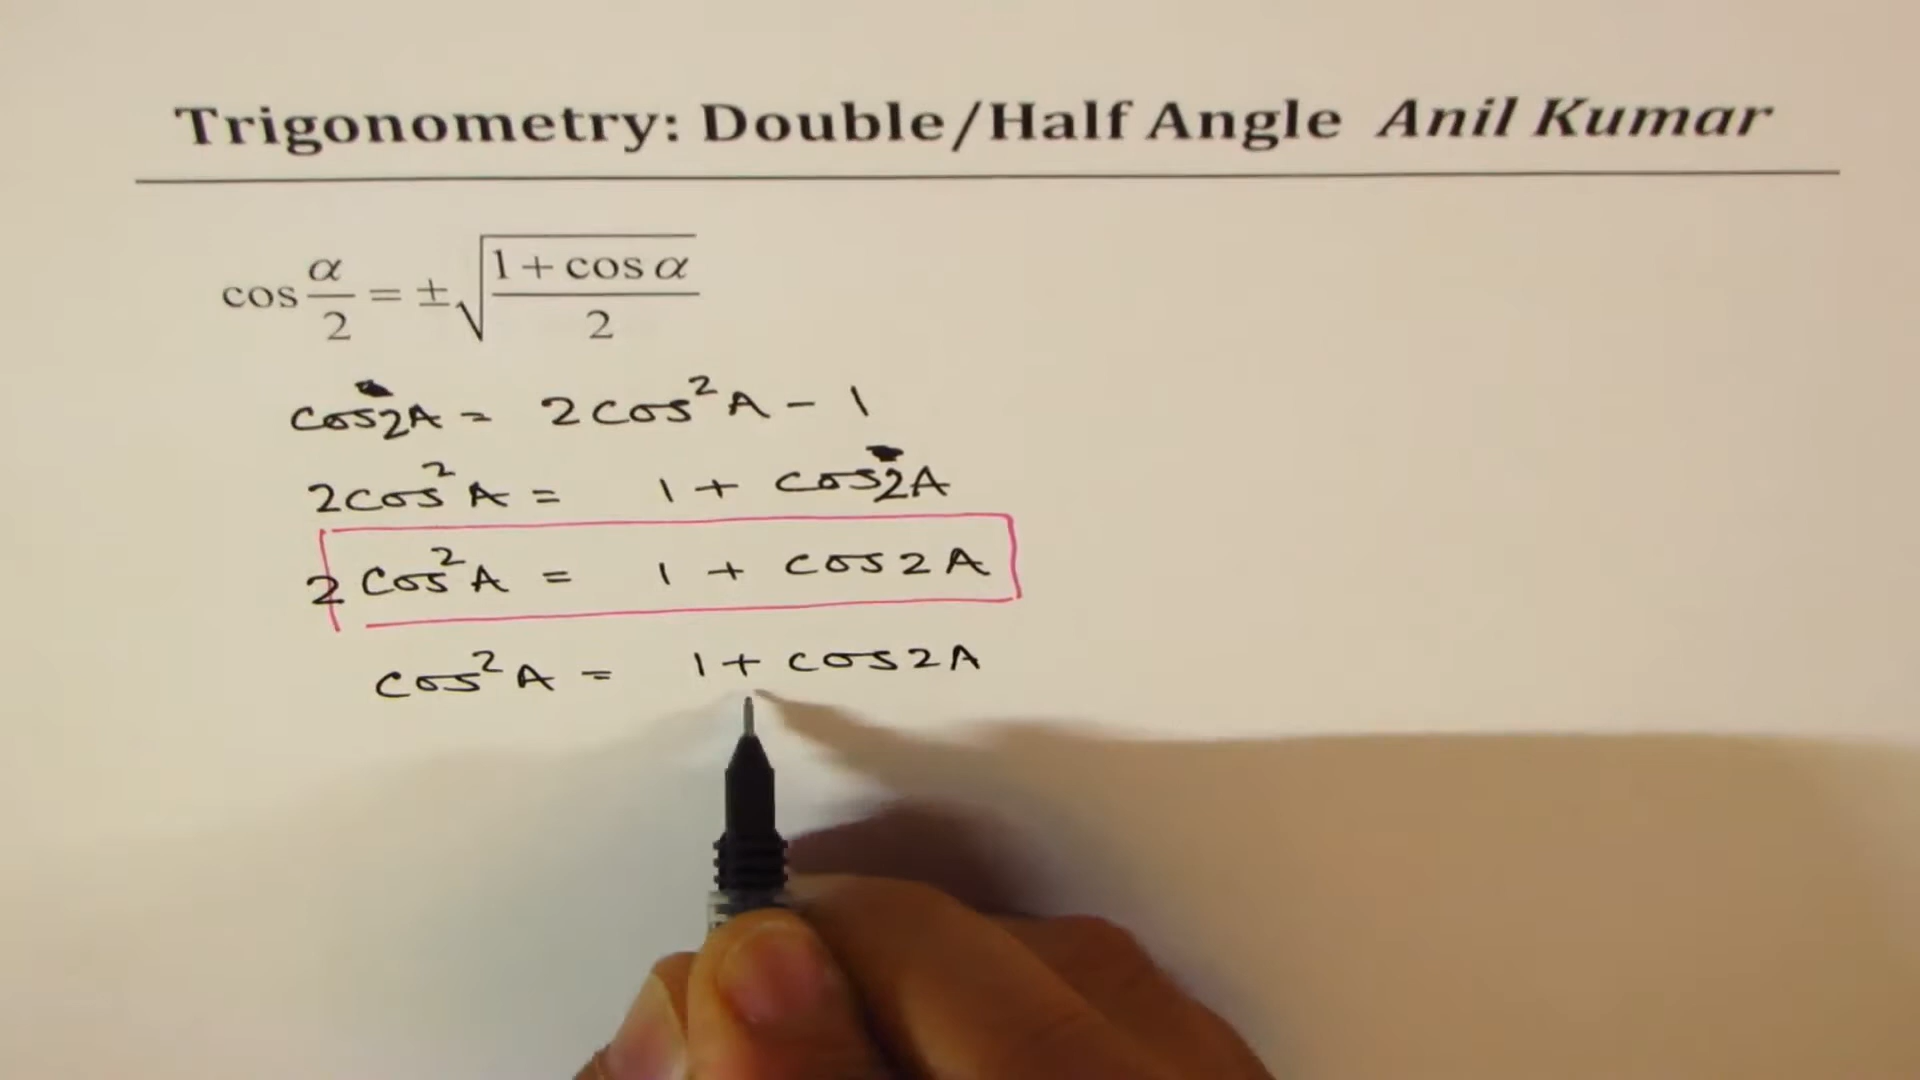 Trigonometry: Double/Half Angle Anil Kumar
cos α/2 = ±√((1 + cos α)/2)
cos2A = 2cos²A − 1
2cos²A = 1 + cos2A
2cos²A = 1 + cos2A
cos²A = 1 + cos2A